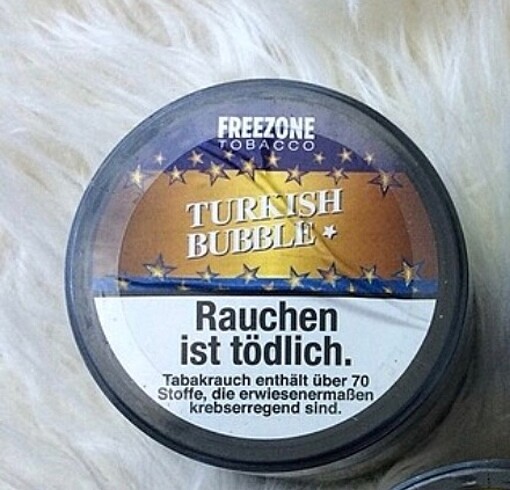 FREEZONE
TOBACCO
TURKISH
BUBBLE
Rauchen
ist tödlich.
Tabakrauch enthält über 70
Stoffe, die erwiesenermaßen
krebserregend sind.